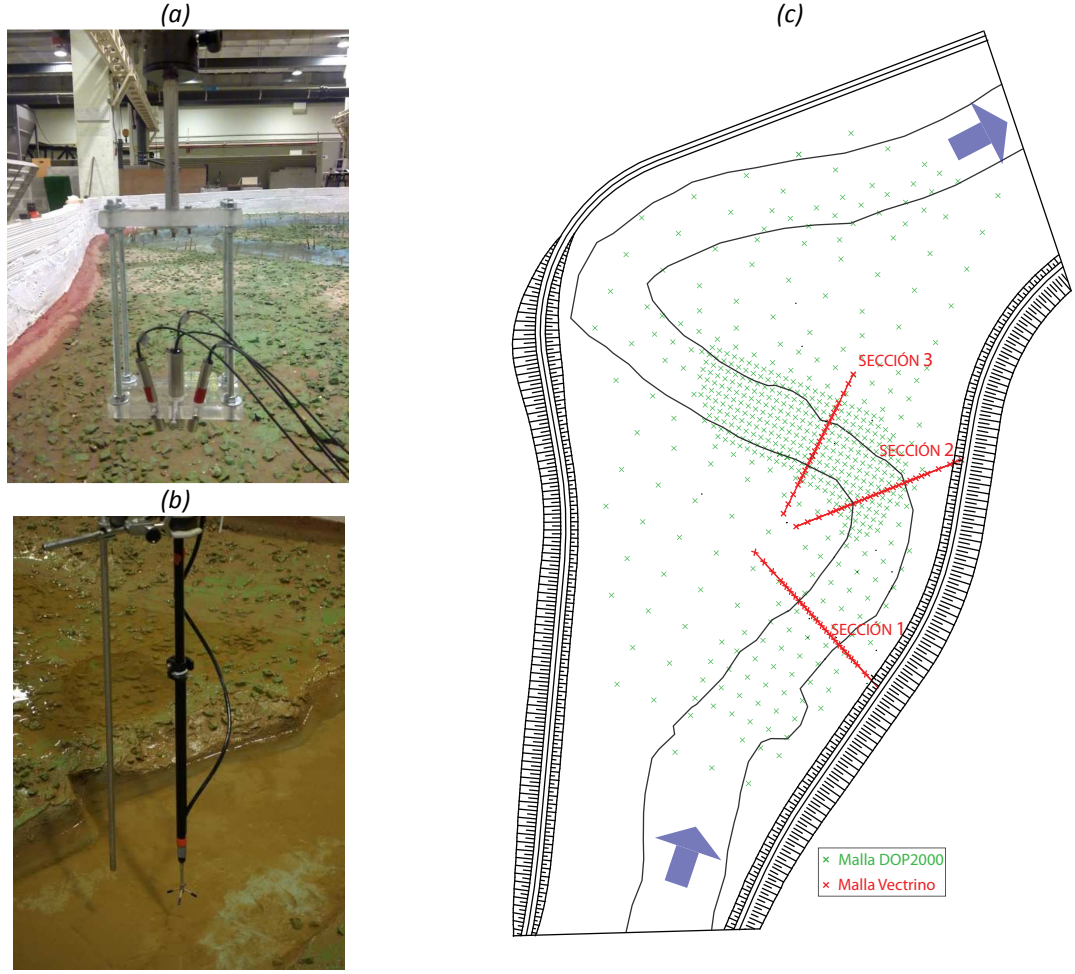 (a)
(b)
(c)
SECCIÓN 3
SECCIÓN 2
SECCIÓN 1
Malla DOP2000
Malla Vectrino